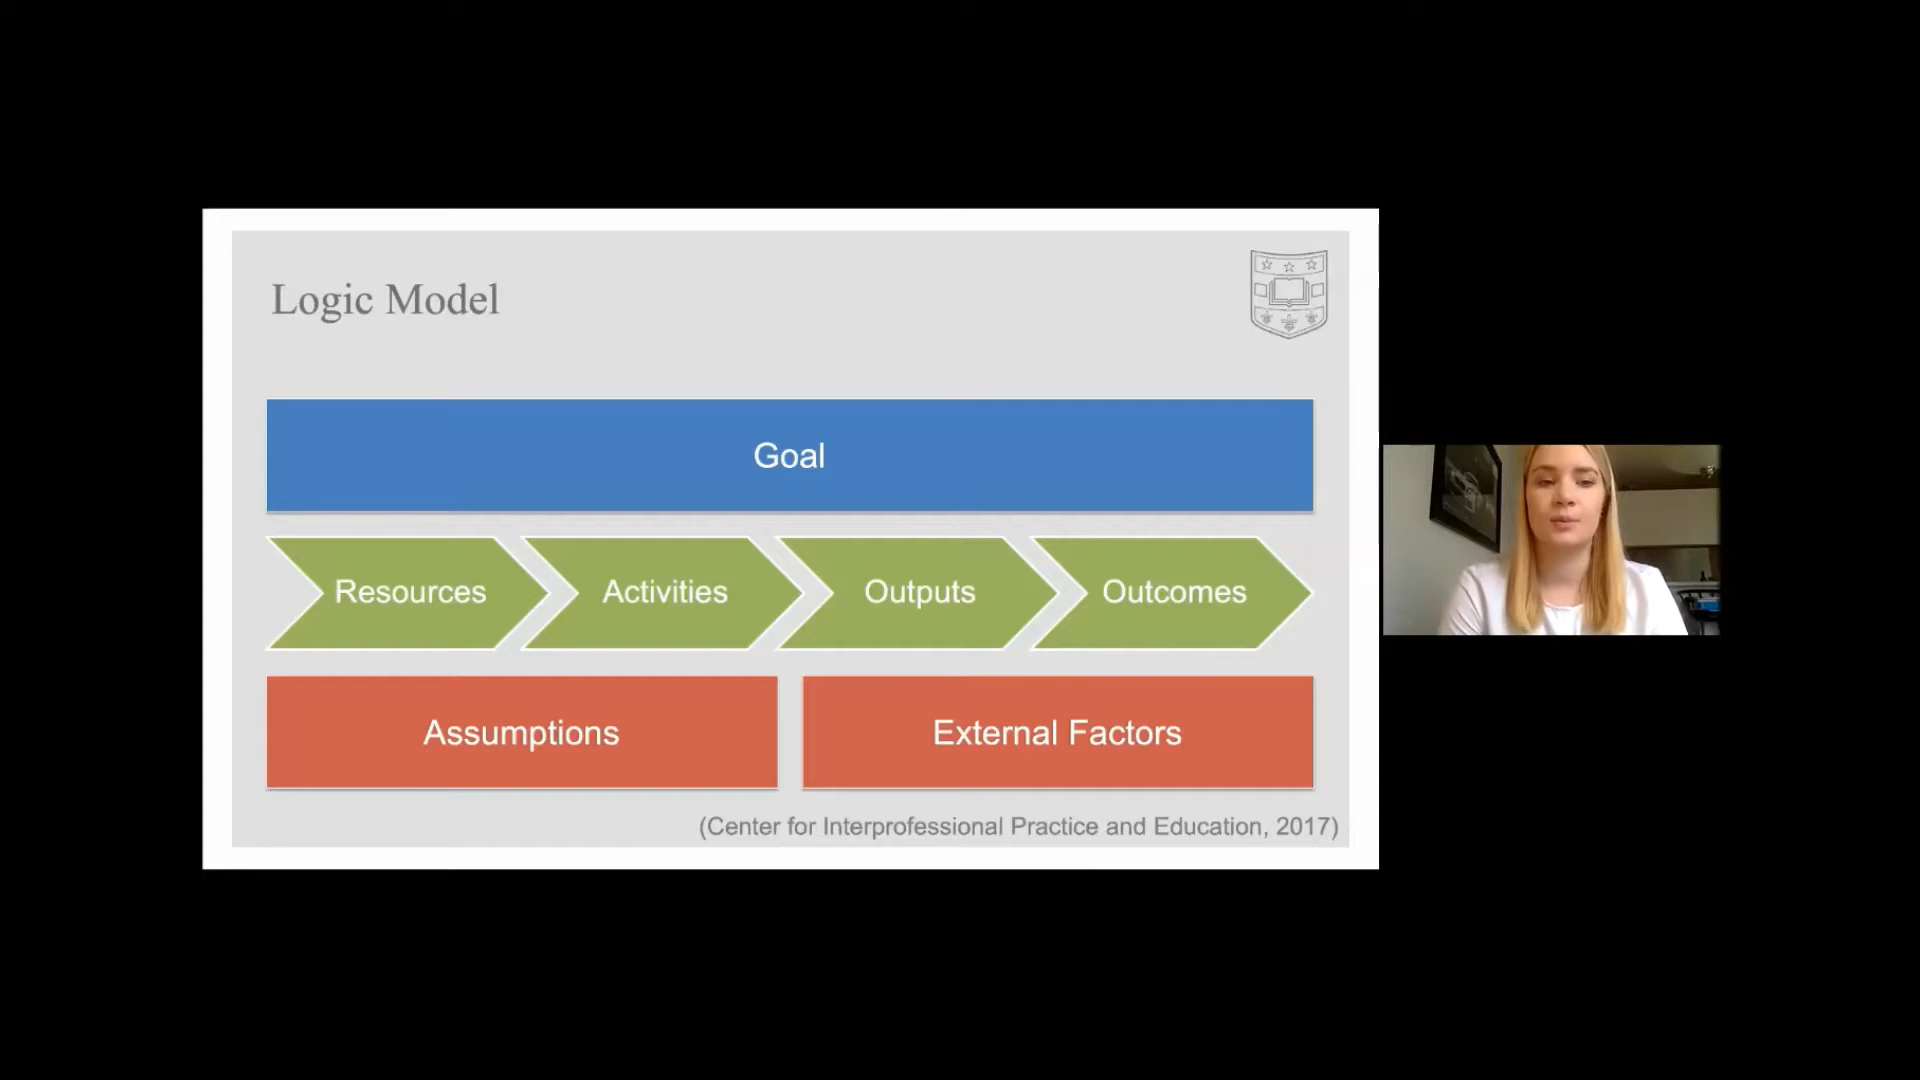 Logic Model
Goal
Resources
Activities
Outputs
Outcomes
Assumptions
External Factors
(Center for Interprofessional Practice and Education, 2017)